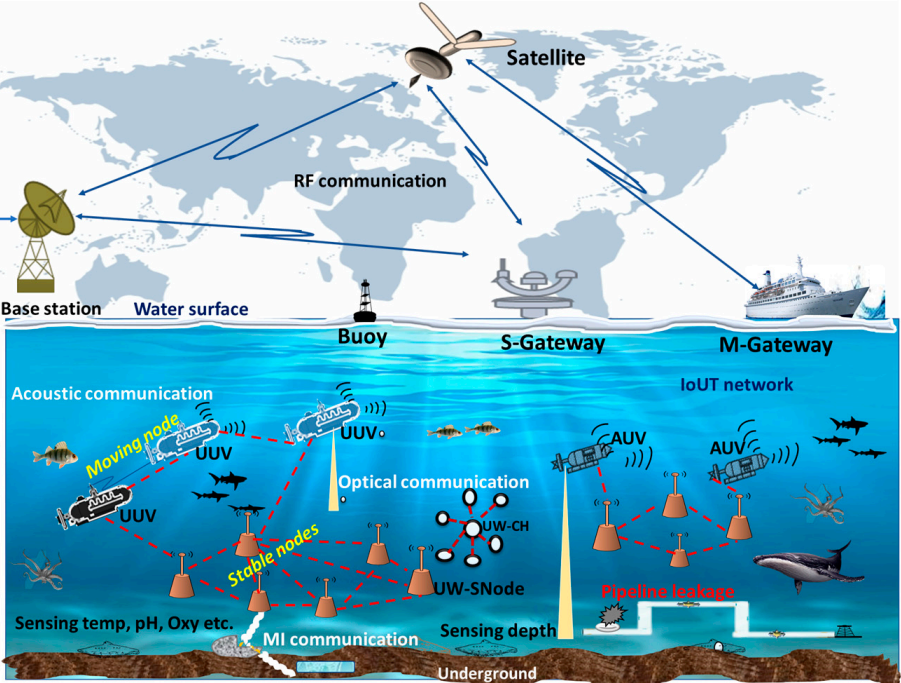 Satellite
RF communication
Base station
Water surface
Buoy
S-Gateway
M-Gateway
IoUT network
Acoustic communication
Moving node
UUV
UUV
UUV
AUV
AUV
Optical communication
UW-CH
Stable nodes
UW-SNode
Pipeline leakage
Sensing temp, pH, Oxy etc.
MI communication
Sensing depth
Underground